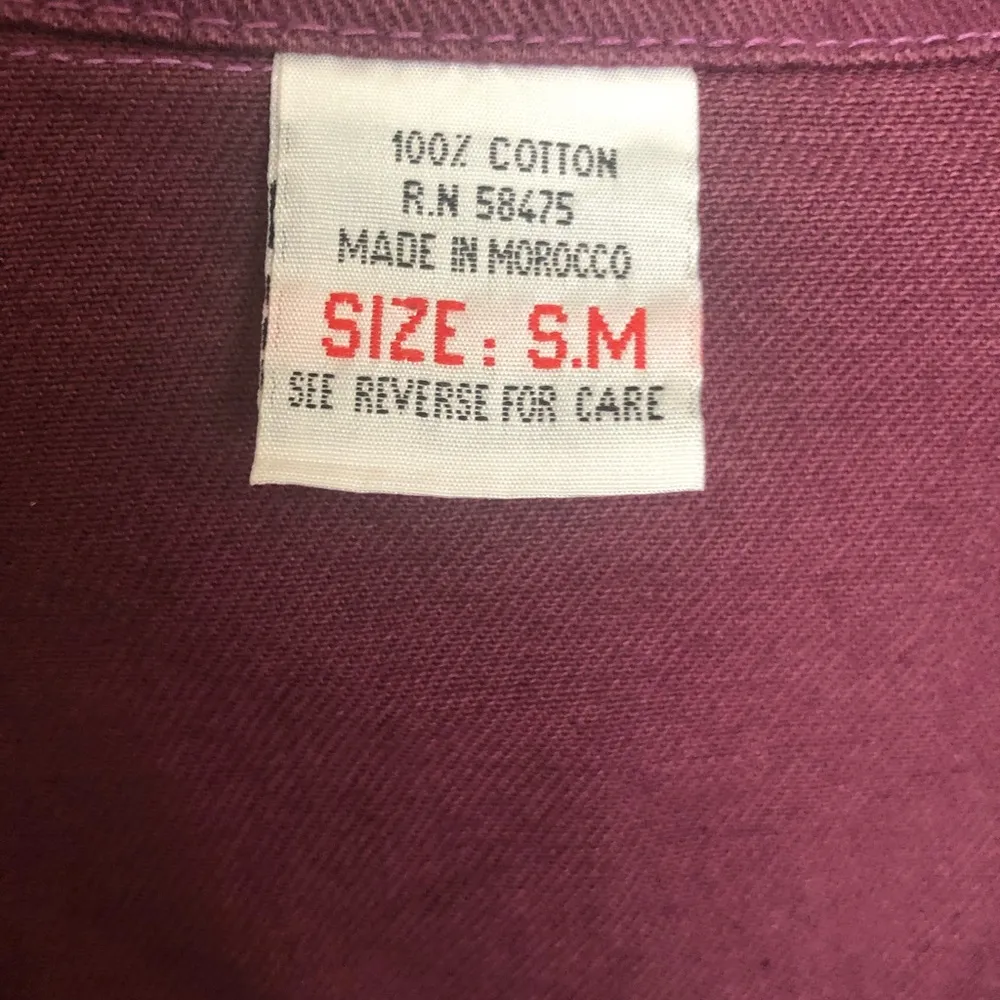 100% COTTON
R.N 58475
MADE IN MOROCCO
SIZE: S.M
SEE REVERSE FOR CARE